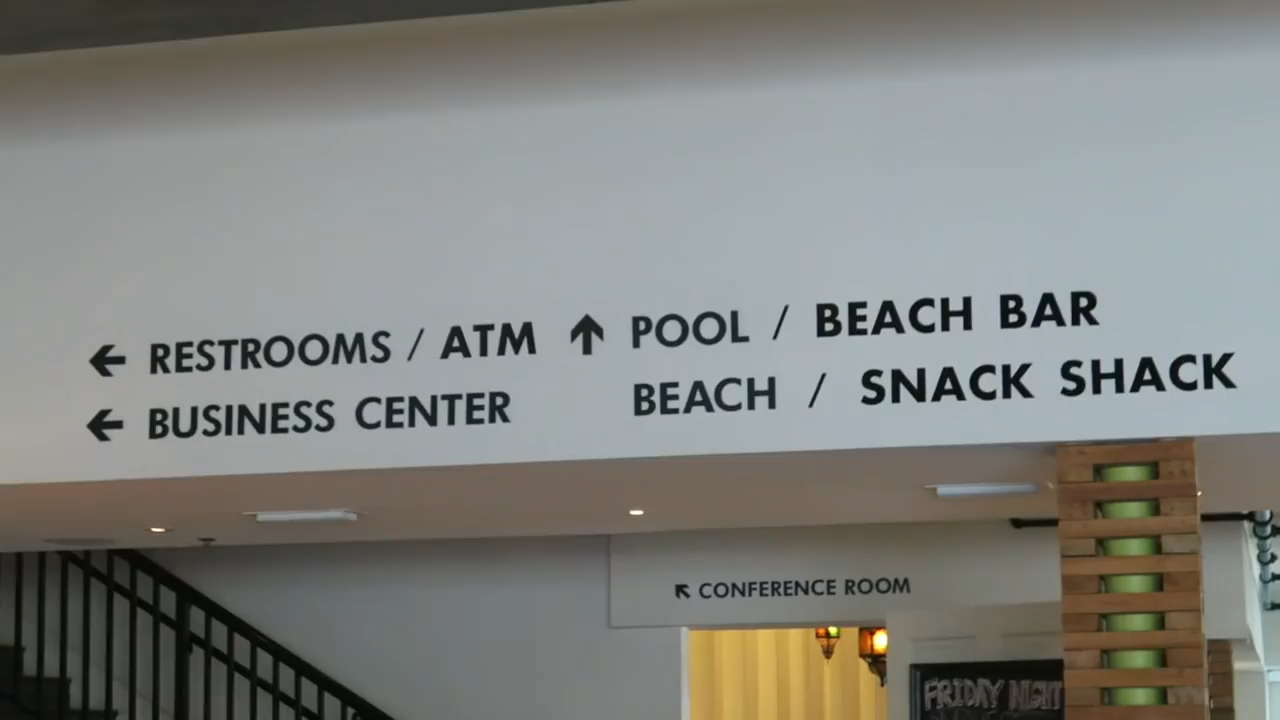 ← RESTROOMS / ATM ↑ POOL / BEACH BAR
← BUSINESS CENTER BEACH / SNACK SHACK
↖ CONFERENCE ROOM
FRIDAY NIGHT